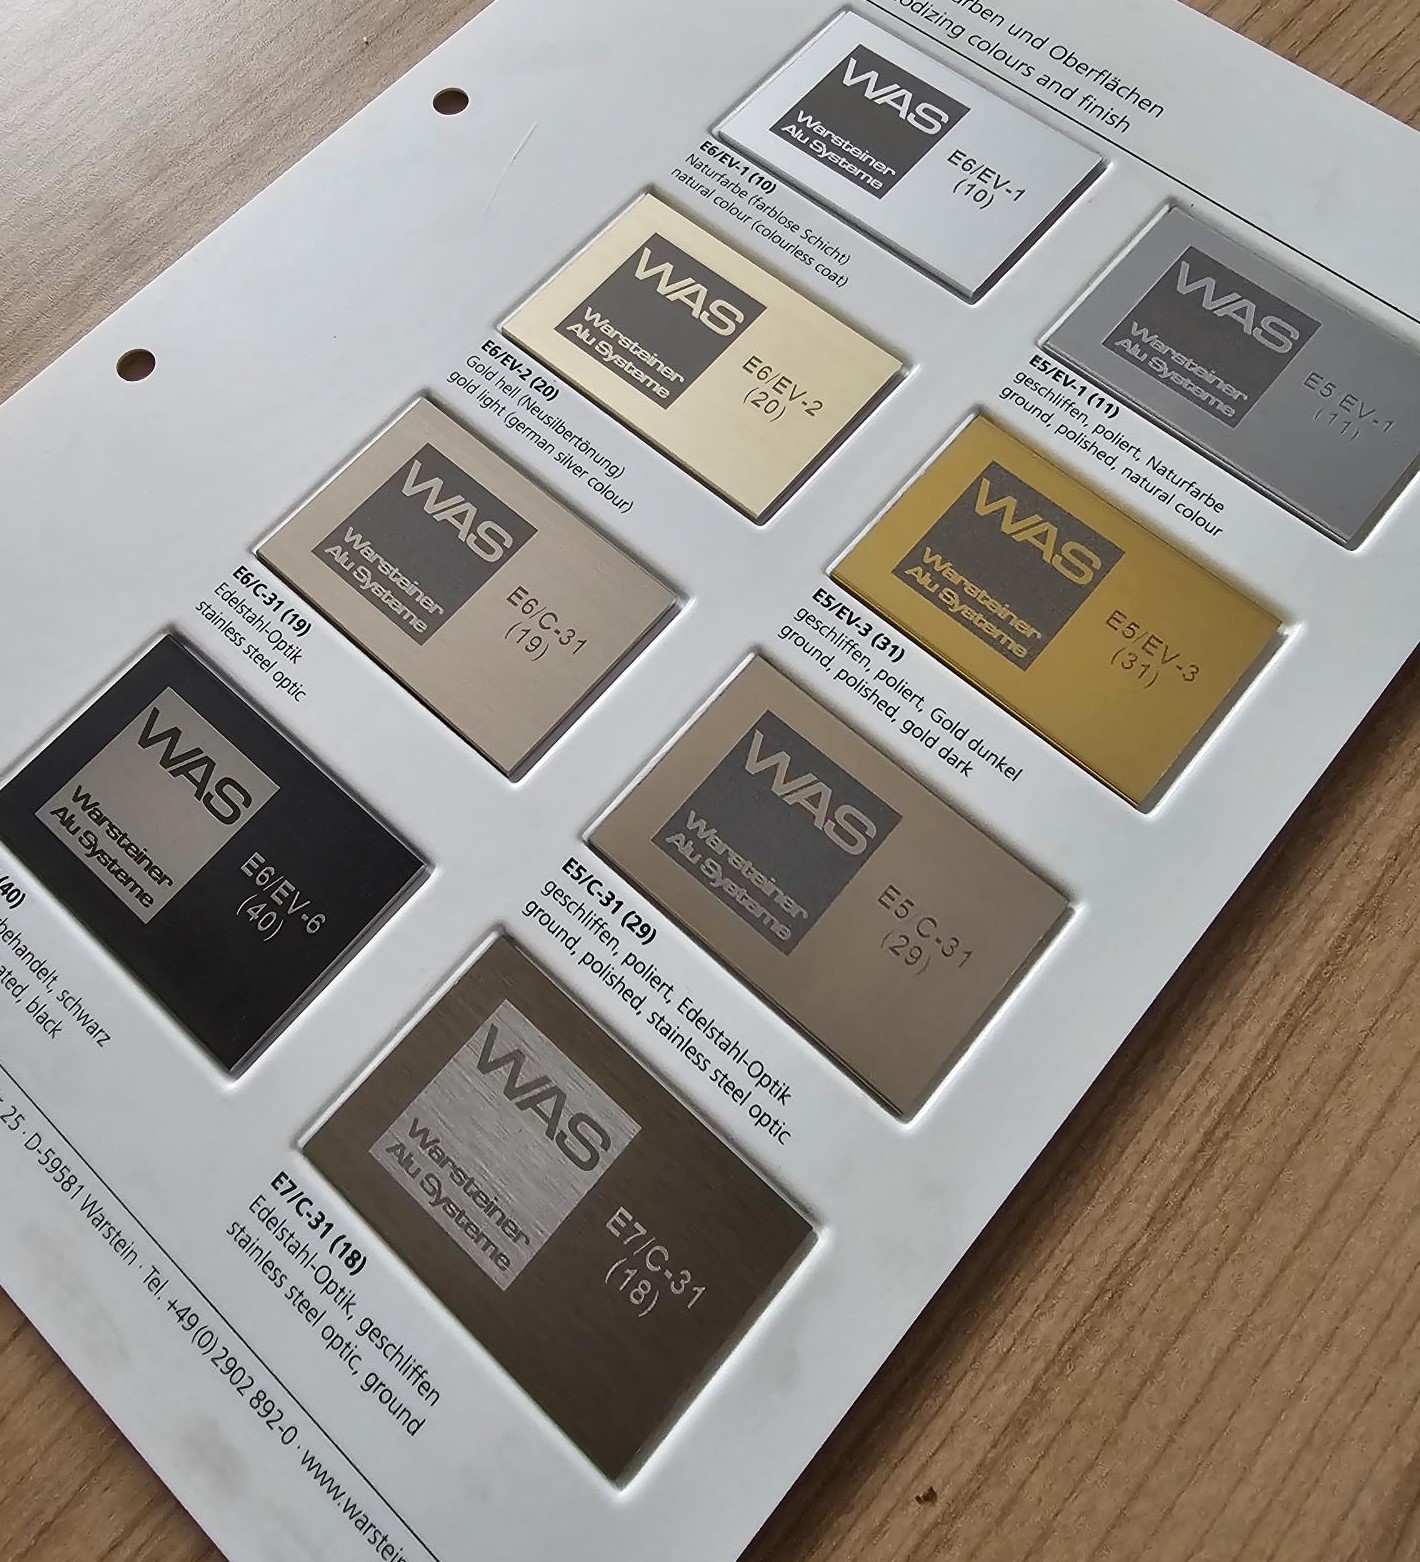 und Oberflächen
colours and finish
WAS
Warsteiner
Alu Systeme
E6/EV-1
(10)
E6/EV-1 (10)
Naturfarbe (farblose Schicht)
natural colour (colourless coat)
WAS
Warsteiner
Alu Systeme
E5 EV-1
(11)
E5/EV-1 (11)
geschliffen, poliert, Naturfarbe
ground, polished, natural colour
WAS
Warsteiner
Alu Systeme
E6/EV-2
(20)
E6/EV-2 (20)
Gold hell (Neusilbertönung)
gold light (german silver colour)
WAS
Warsteiner
Alu Systeme
E5/EV-3
(31)
E5/EV-3 (31)
geschliffen, poliert, Gold dunkel
ground, polished, gold dark
WAS
Warsteiner
Alu Systeme
E6/C-31
(19)
E6/C-31 (19)
Edelstahl-Optik
stainless steel optic
WAS
Warsteiner
Alu Systeme
E5/C-31
(29)
E5/C-31 (29)
geschliffen, poliert, Edelstahl-Optik
ground, polished, stainless steel optic
WAS
Warsteiner
Alu Systeme
E6/EV-6
(40)
(40)
behandelt, schwarz
black
WAS
Warsteiner
Alu Systeme
E7/C-31
(18)
E7/C-31 (18)
Edelstahl-Optik, geschliffen
stainless steel optic, ground
25 · D-59581 Warstein · Tel. +49 (0) 2902 892-0 · www.warstein